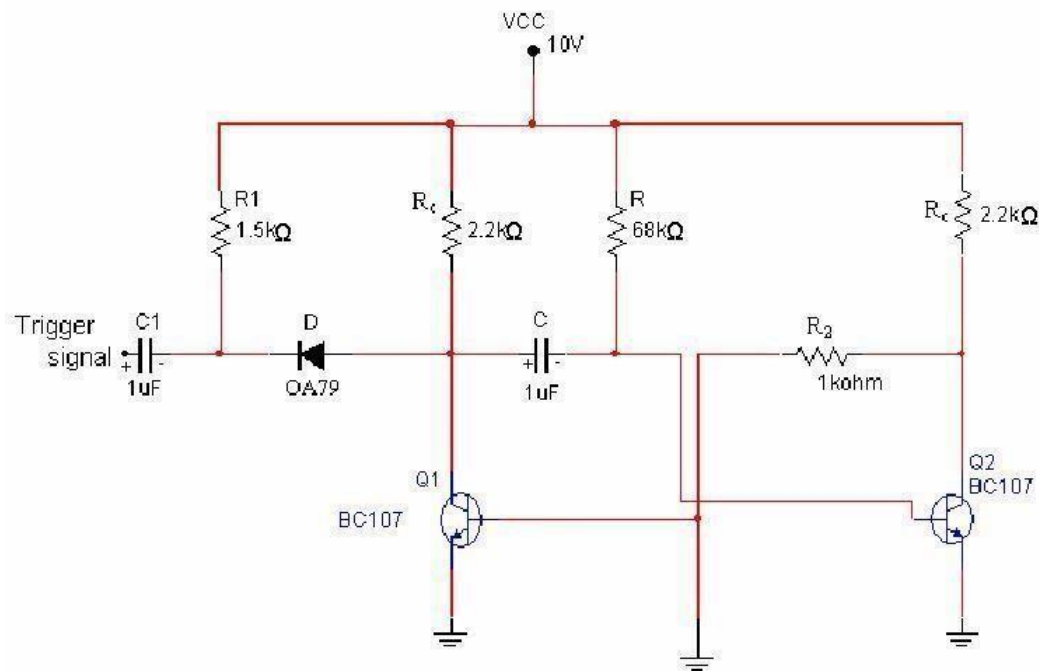 VCC
10V
R1
1.5kΩ
Rc
2.2kΩ
R
68kΩ
Rc
2.2kΩ
Trigger
signal
C1
+
-
1uF
D
OA79
C
+
-
1uF
R2
1kohm
Q1
BC107
Q2
BC107